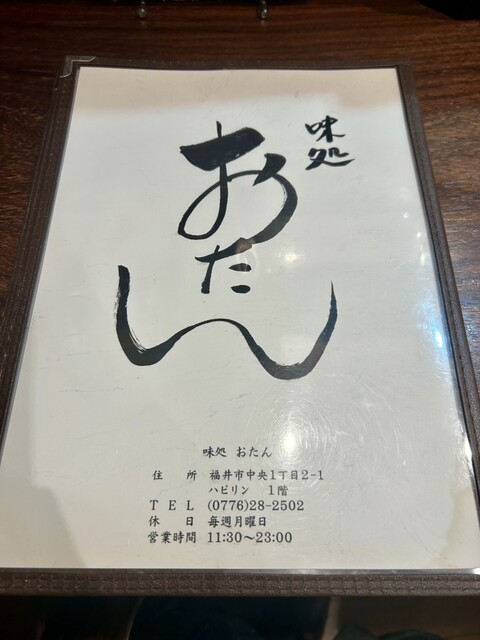 味処
おたん
味処 おたん
住　所 福井市中央1丁目2-1
ハピリン　1階
ＴＥＬ (0776)28-2502
休　日 毎週月曜日
営業時間 11:30～23:00